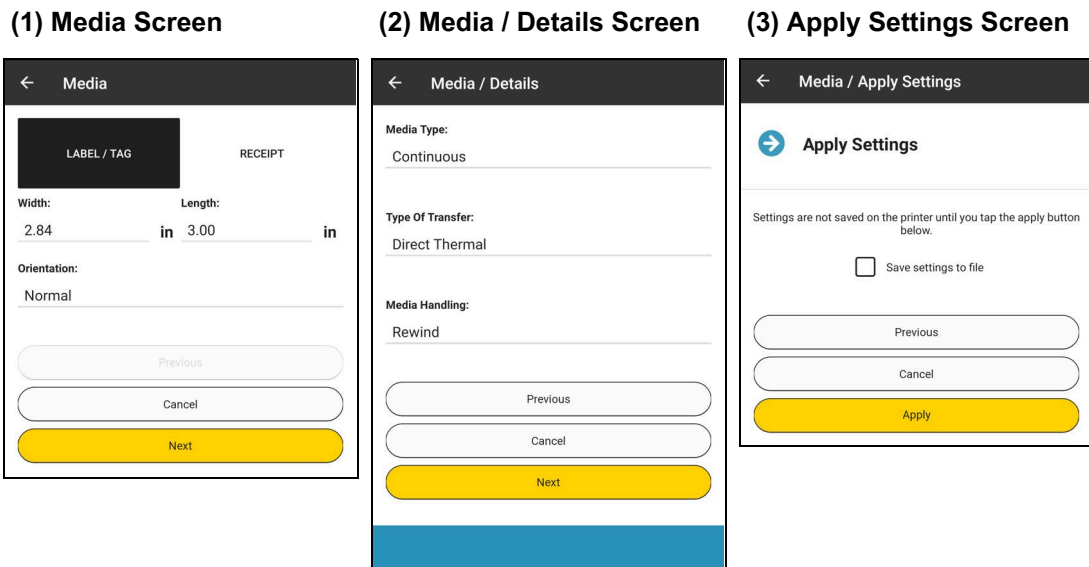 (1) Media Screen
Media
LABEL / TAG
RECEIPT
Width:
Length:
2.84 in 3.00 in
Orientation:
Normal
Previous
Cancel
Next
(2) Media / Details Screen
Media / Details
Media Type:
Continuous
Type Of Transfer:
Direct Thermal
Media Handling:
Rewind
Previous
Cancel
Next
(3) Apply Settings Screen
Media / Apply Settings
Apply Settings
Settings are not saved on the printer until you tap the apply button
below.
Save settings to file
Previous
Cancel
Apply